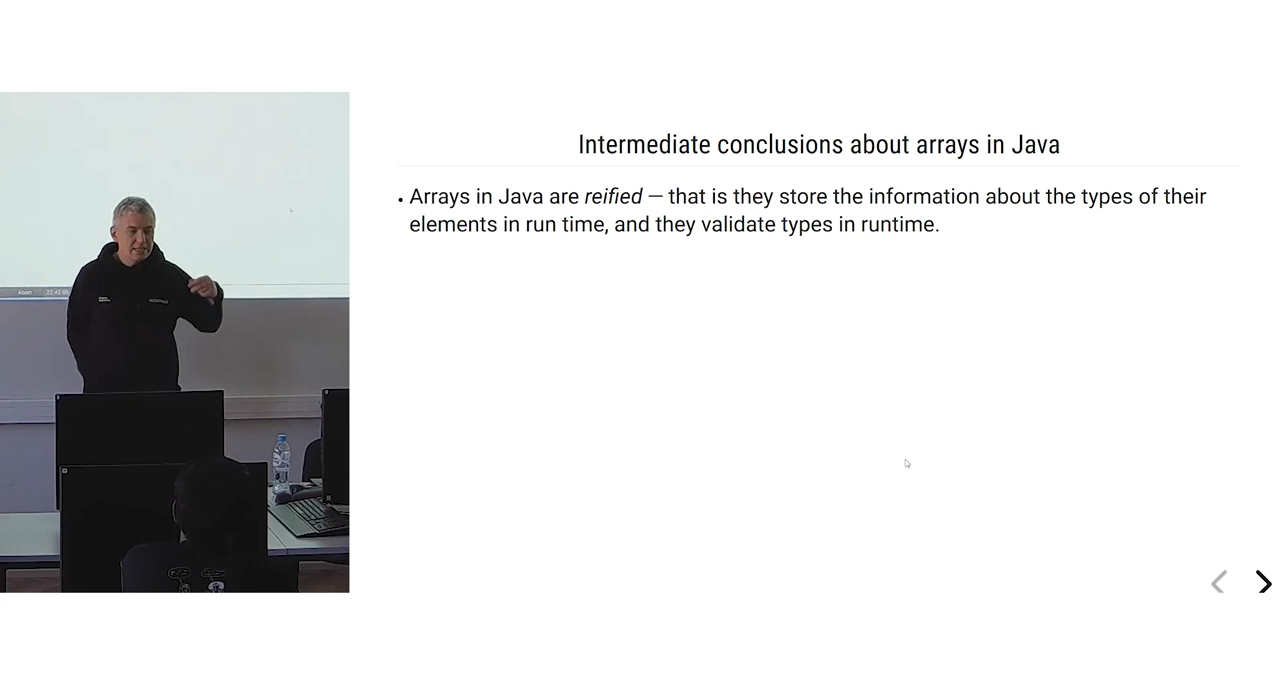 Intermediate conclusions about arrays in Java
• Arrays in Java are reified — that is they store the information about the types of their
elements in run time, and they validate types in runtime.